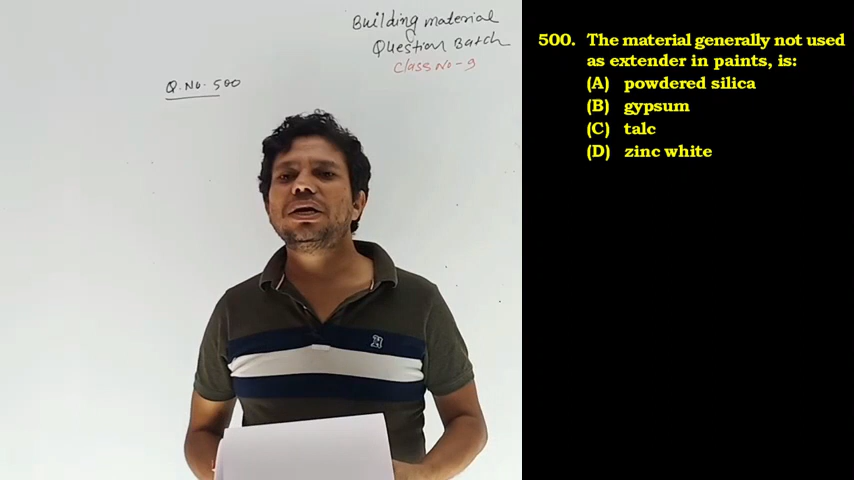 Building material
Question Batch
Class No - 9
Q. No. 500
500. The material generally not used
as extender in paints, is:
(A) powdered silica
(B) gypsum
(C) talc
(D) zinc white